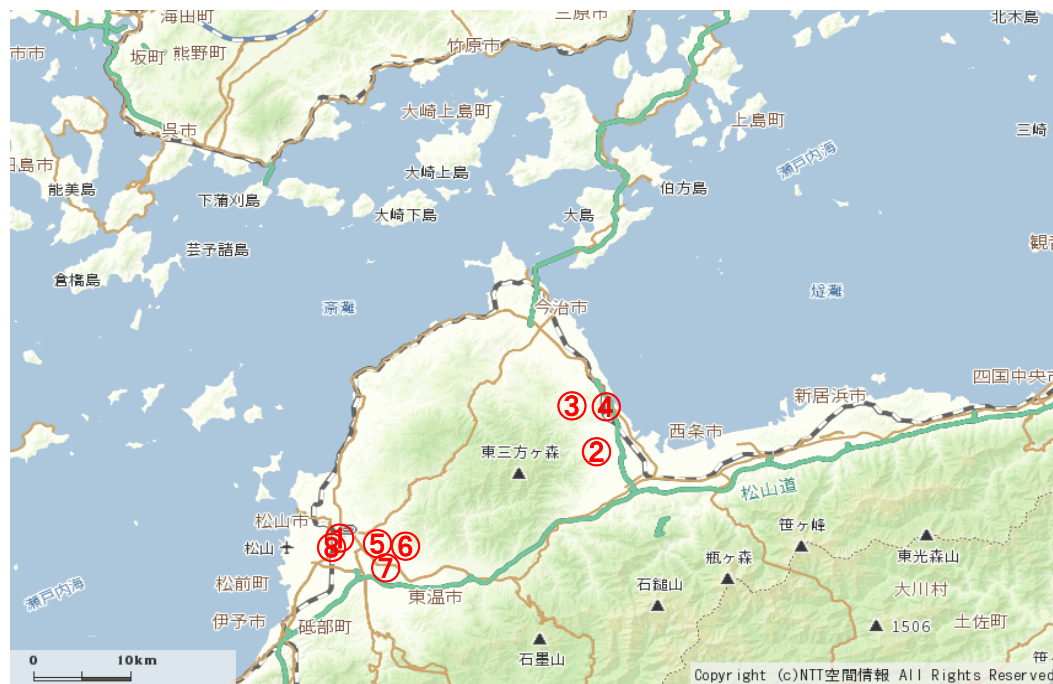 海田町
三原市
北木島
市市
坂町
熊野町
竹原市
呉市
大崎上島町
上島町
三崎
瀬戸内海
能美島
大崎上島
伯方島
下蒲刈島
大崎下島
大島
芸予諸島
倉橋島
斎灘
今治市
燧灘
四国中央市
新居浜市
③
④
西条市
②
東三方ヶ森
松山道
松山市
①
⑧
⑤
⑥
⑦
松山
笹ヶ峰
東光森山
瓶ヶ森
松前町
瀬戸内海
石鎚山
大川村
東温市
伊予市
砥部町
1506
土佐町
石墨山
0 10km
Copyright (c)NTT空間情報 All Rights Reserved